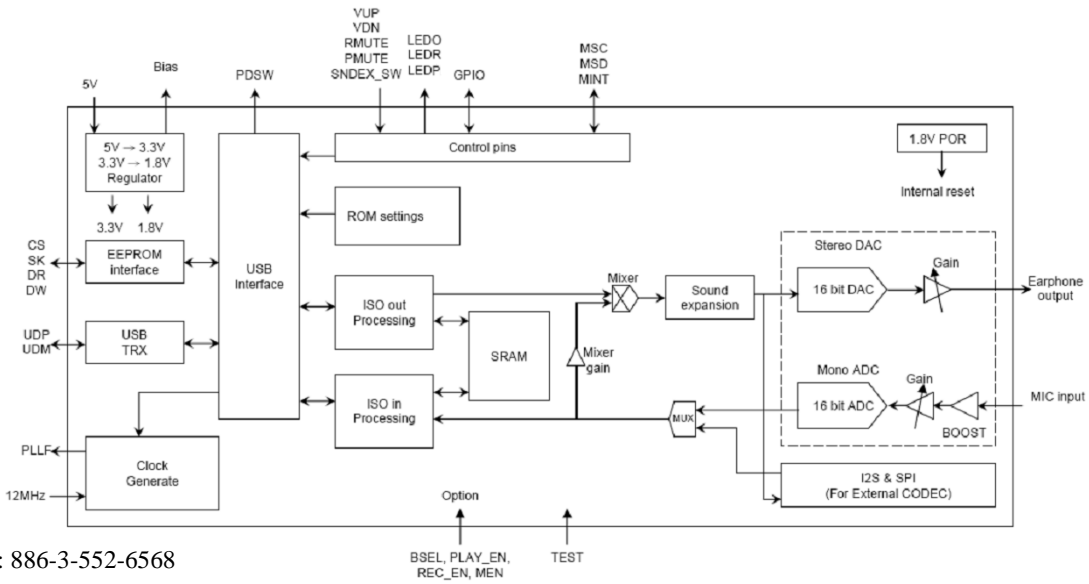 VUP
VDN
RMUTE
PMUTE
SNDEX_SW
LEDO
LEDR
LEDP
MSC
MSD
MINT
5V
Bias
PDSW
GPIO
5V → 3.3V
3.3V → 1.8V
Regulator
Control pins
1.8V POR
Internal reset
3.3V 1.8V
ROM settings
CS
SK
DR
DW
EEPROM
interface
USB
Interface
Stereo DAC
Mixer
Gain
ISO out
Processing
Sound
expansion
16 bit DAC
Earphone
output
UDP
UDM
USB
TRX
SRAM
Mixer
gain
Mono ADC
Gain
ISO in
Processing
MUX
16 bit ADC
BOOST
MIC input
PLLF
Clock
Generate
12MHz
I2S & SPI
(For External CODEC)
Option
BSEL, PLAY_EN,
REC_EN, MEN
TEST
: 886-3-552-6568